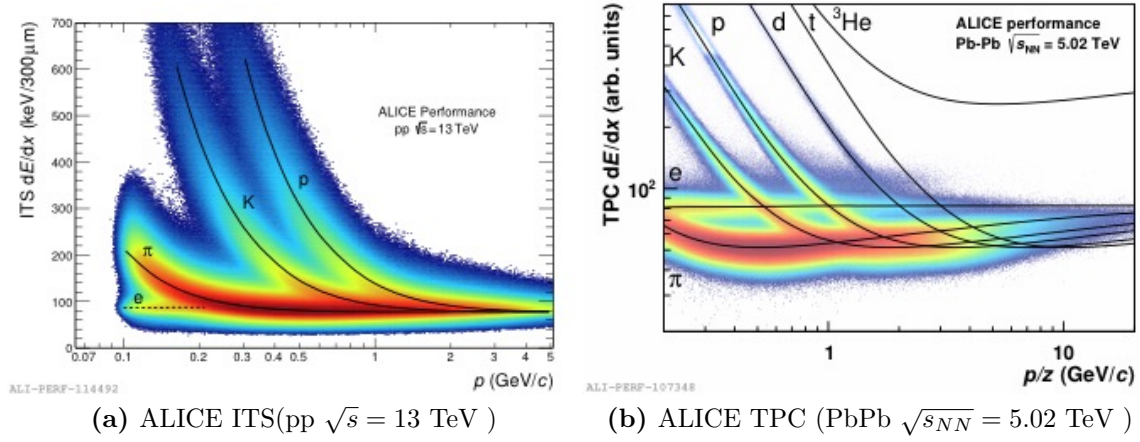 ITS dE/dx (keV/300μm)
700
600
500
400
300
200
100
0
ALICE Performance
pp √s = 13 TeV
π
e
K
p
0.07 0.1 0.2 0.3 0.4 0.5 1 2 3 4 5
p (GeV/c)
ALI-PERF-114492
(a) ALICE ITS(pp √s = 13 TeV )
TPC dE/dx (arb. units)
10²
K
p
d
t
³He
e
π
ALICE performance
Pb-Pb √sNN = 5.02 TeV
1 10
p/z (GeV/c)
ALI-PERF-107348
(b) ALICE TPC (PbPb √sNN = 5.02 TeV )